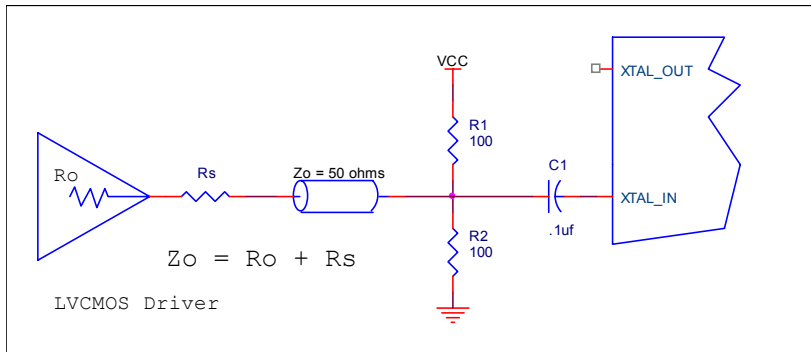 VCC
XTAL_OUT
R1
100
Ro
Rs
Zo = 50 ohms
C1
XTAL_IN
.1uf
R2
100
Zo = Ro + Rs
LVCMOS Driver